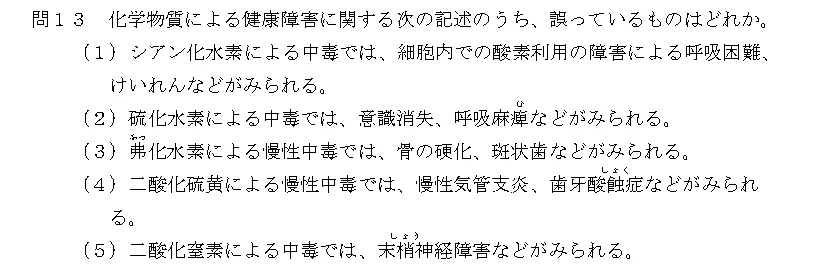 問１３　化学物質による健康障害に関する次の記述のうち、誤っているものはどれか。
（１）シアン化水素による中毒では、細胞内での酸素利用の障害による呼吸困難、
けいれんなどがみられる。
（２）硫化水素による中毒では、意識消失、呼吸麻痺などがみられる。
（３）弗化水素による慢性中毒では、骨の硬化、斑状歯などがみられる。
（４）二酸化硫黄による慢性中毒では、慢性気管支炎、歯牙酸蝕症などがみられ
る。
（５）二酸化窒素による中毒では、末梢神経障害などがみられる。